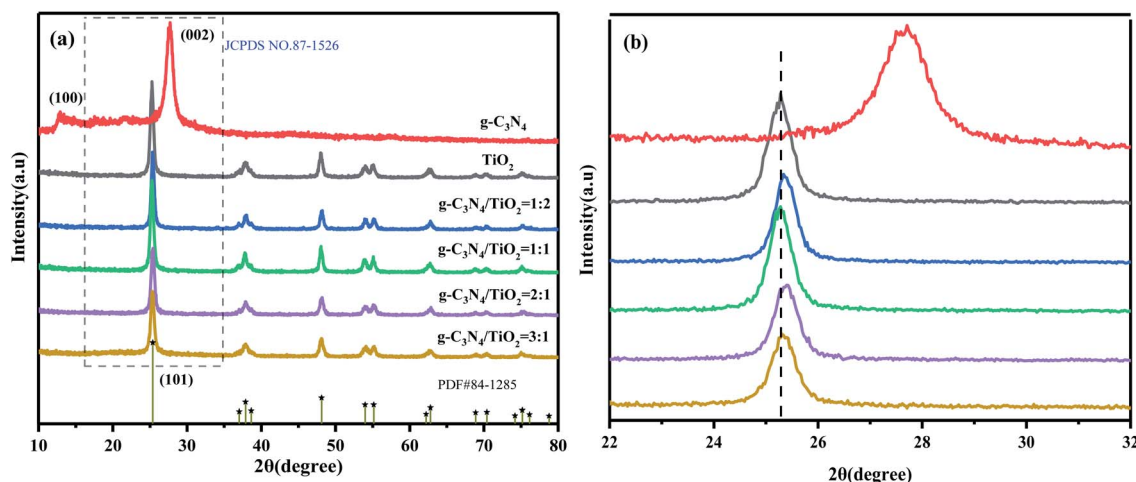 (a)
(002)
JCPDS NO.87-1526
(100)
g-C₃N₄
TiO₂
g-C₃N₄/TiO₂=1:2
g-C₃N₄/TiO₂=1:1
g-C₃N₄/TiO₂=2:1
g-C₃N₄/TiO₂=3:1
(101)
PDF#84-1285
Intensity(a.u)
10 20 30 40 50 60 70 80
2θ(degree)
(b)
Intensity(a.u)
22 24 26 28 30 32
2θ(degree)